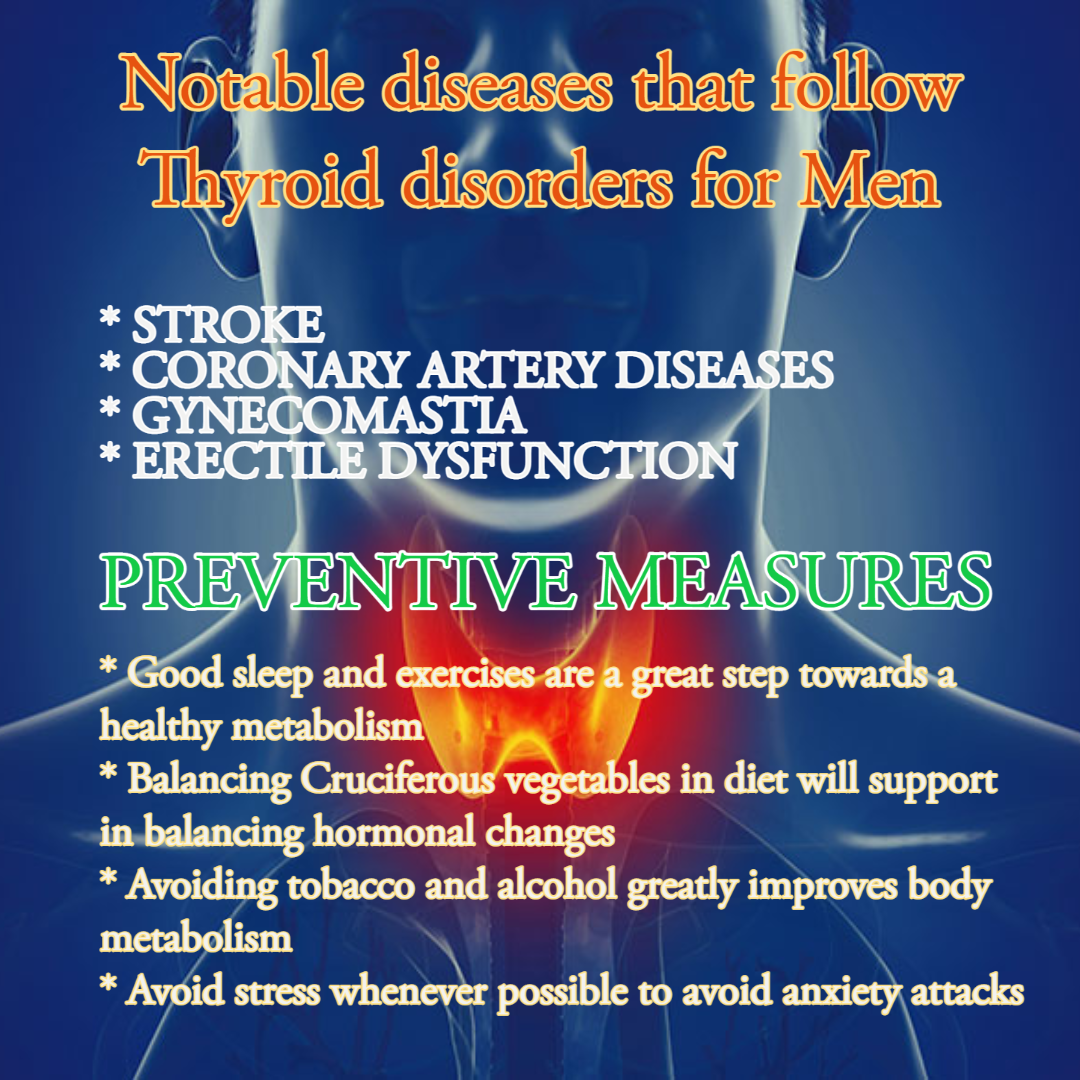 Notable diseases that follow
Thyroid disorders for Men
* STROKE
* CORONARY ARTERY DISEASES
* GYNECOMASTIA
* ERECTILE DYSFUNCTION
PREVENTIVE MEASURES
* Good sleep and exercises are a great step towards a
healthy metabolism
* Balancing Cruciferous vegetables in diet will support
in balancing hormonal changes
* Avoiding tobacco and alcohol greatly improves body
metabolism
* Avoid stress whenever possible to avoid anxiety attacks